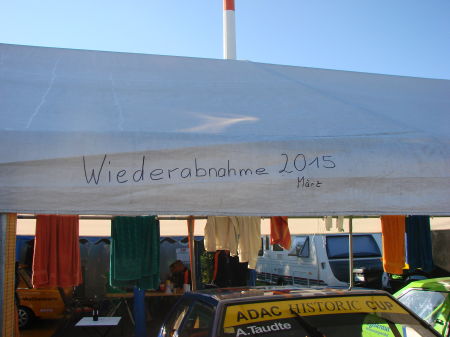 Wiederabnahme 2015
März
ADAC HISTORIC CUP
A. Taudte